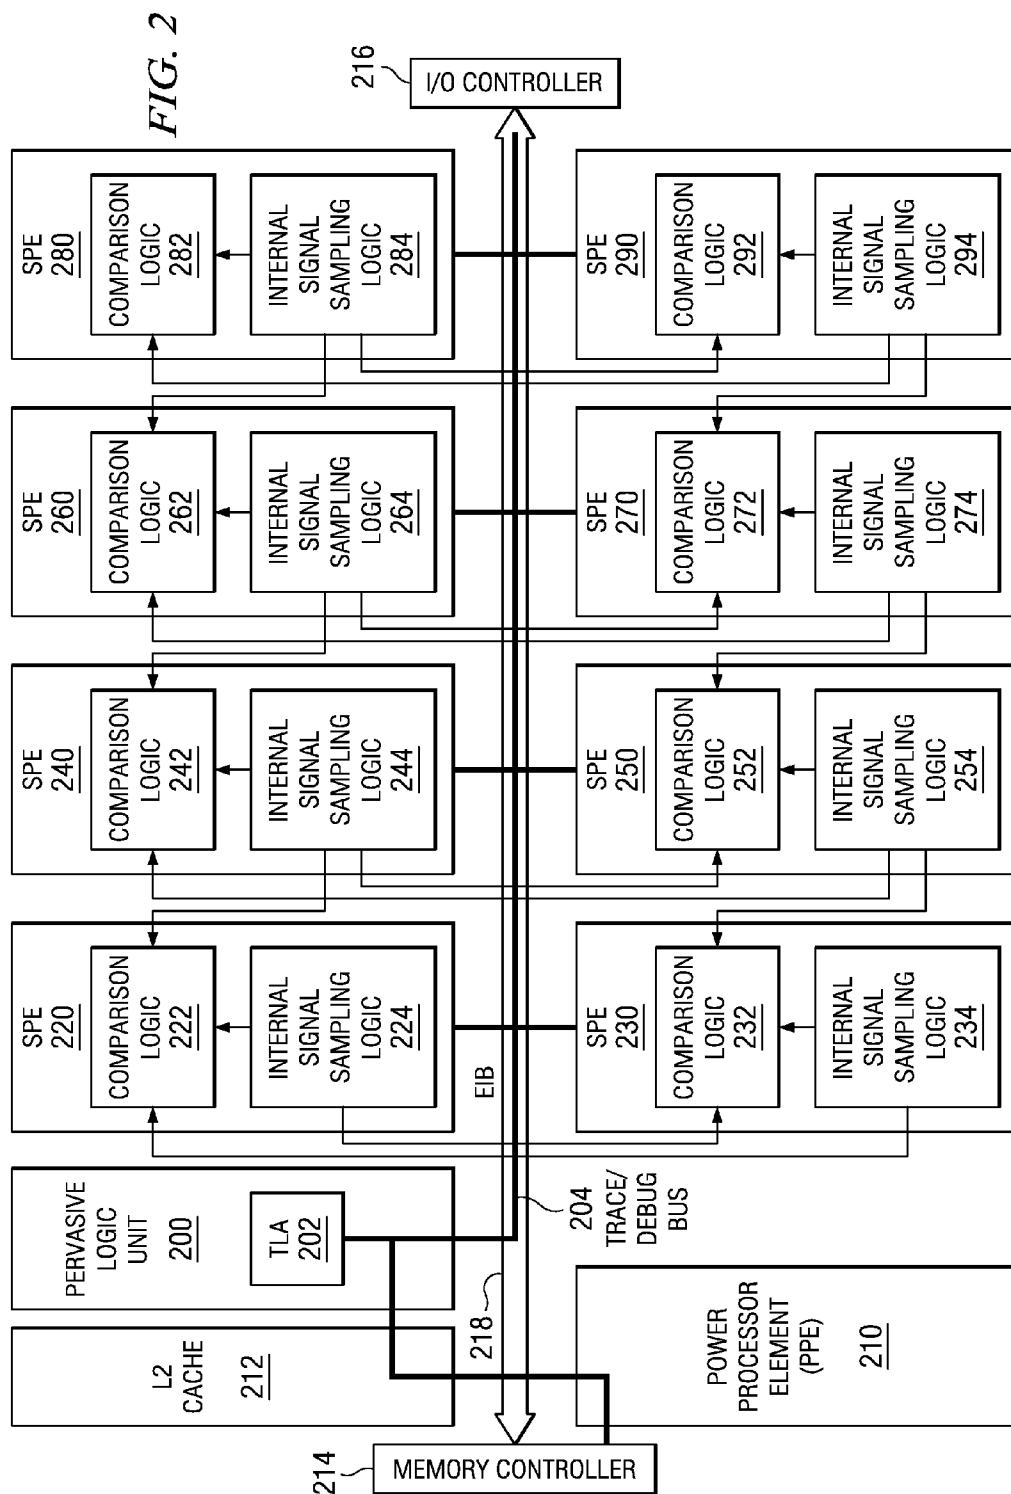 FIG. 2
L2
CACHE
212
PERVASIVE
LOGIC
UNIT
200
TLA
202
SPE
220
COMPARISON
LOGIC
222
INTERNAL
SIGNAL
SAMPLING
LOGIC
224
SPE
240
COMPARISON
LOGIC
242
INTERNAL
SIGNAL
SAMPLING
LOGIC
244
SPE
260
COMPARISON
LOGIC
262
INTERNAL
SIGNAL
SAMPLING
LOGIC
264
SPE
280
COMPARISON
LOGIC
282
INTERNAL
SIGNAL
SAMPLING
LOGIC
284
214
MEMORY CONTROLLER
218
EIB
204
TRACE/
DEBUG
BUS
216
I/O CONTROLLER
POWER
PROCESSOR
ELEMENT
(PPE)
210
SPE
230
COMPARISON
LOGIC
232
INTERNAL
SIGNAL
SAMPLING
LOGIC
234
SPE
250
COMPARISON
LOGIC
252
INTERNAL
SIGNAL
SAMPLING
LOGIC
254
SPE
270
COMPARISON
LOGIC
272
INTERNAL
SIGNAL
SAMPLING
LOGIC
274
SPE
290
COMPARISON
LOGIC
292
INTERNAL
SIGNAL
SAMPLING
LOGIC
294